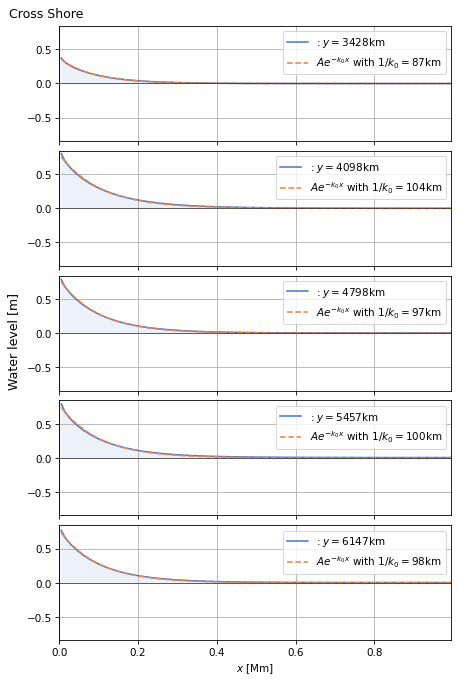 Cross Shore
0.5
0.0
−0.5
: y = 3428km
Ae^{−k₀x} with 1/k₀ = 87km
0.5
0.0
−0.5
: y = 4098km
Ae^{−k₀x} with 1/k₀ = 104km
Water level [m]
0.5
0.0
−0.5
: y = 4798km
Ae^{−k₀x} with 1/k₀ = 97km
0.5
0.0
−0.5
: y = 5457km
Ae^{−k₀x} with 1/k₀ = 100km
0.5
0.0
−0.5
: y = 6147km
Ae^{−k₀x} with 1/k₀ = 98km
0.0 0.2 0.4 0.6 0.8
x [Mm]